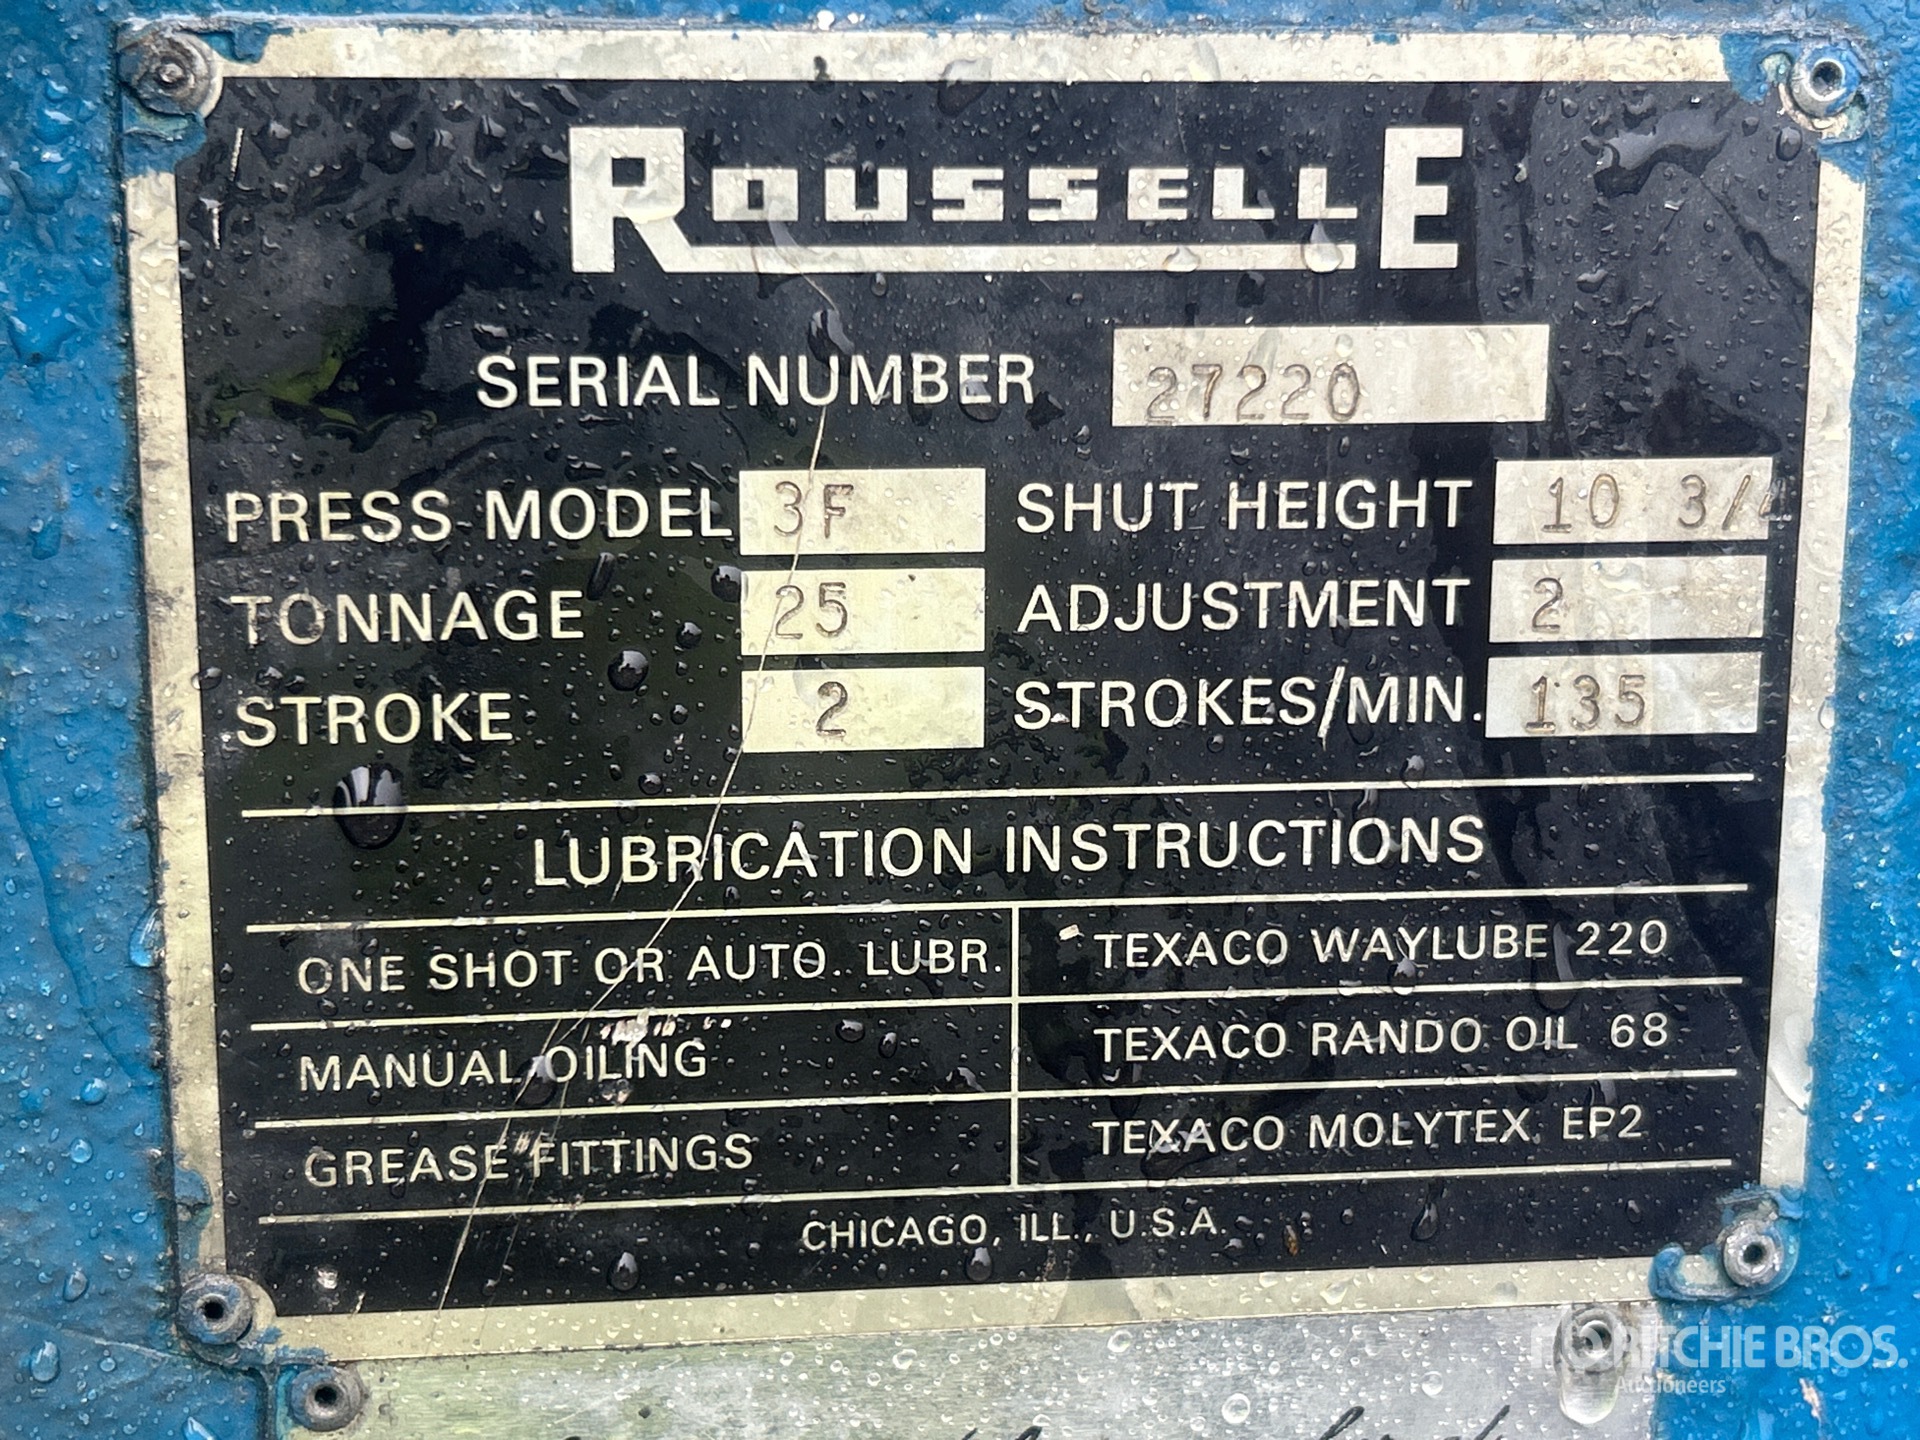 ROUSSELLE
SERIAL NUMBER 27220
PRESS MODEL 3F SHUT HEIGHT 10 3/4
TONNAGE 25 ADJUSTMENT 2
STROKE 2 STROKES/MIN. 135
LUBRICATION INSTRUCTIONS
ONE SHOT OR AUTO. LUBR. TEXACO WAYLUBE 220
MANUAL OILING TEXACO RANDO OIL 68
GREASE FITTINGS TEXACO MOLYTEX EP2
CHICAGO, ILL., U.S.A.
RITCHIE BROS.
Auctioneers